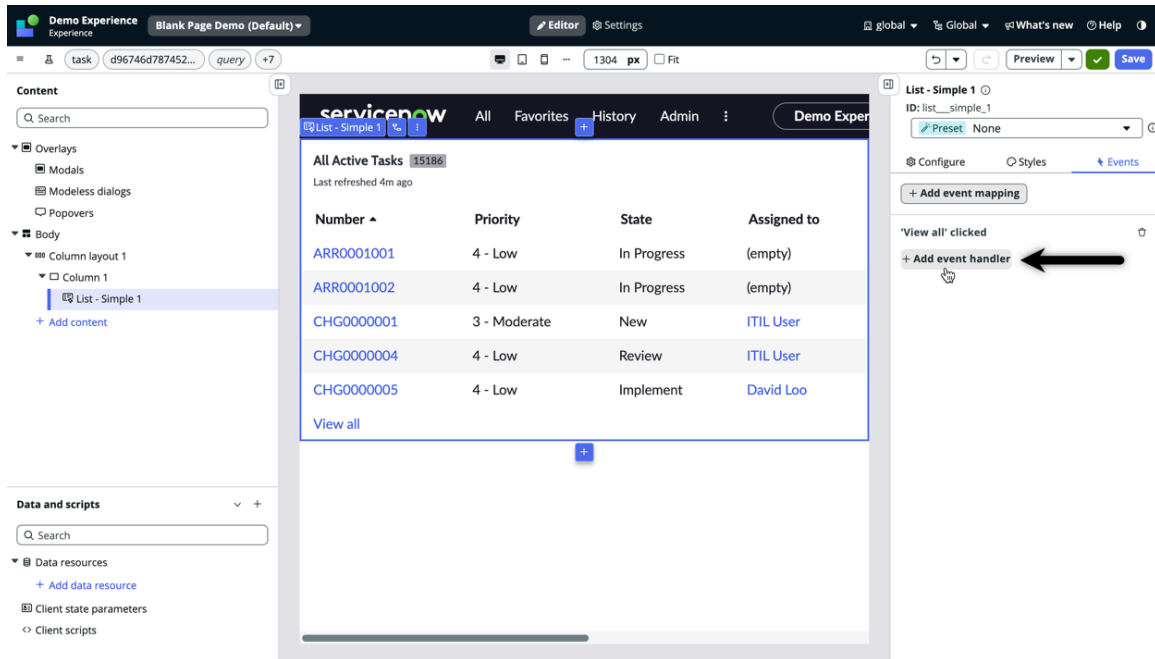 Demo Experience
Experience
Blank Page Demo (Default)
Editor
Settings
global
Global
What's new
Help
task
d96746d787452...
query
+7
1304 px
Fit
Preview
Save
Content
Search
Overlays
Modals
Modeless dialogs
Popovers
Body
Column layout 1
Column 1
List - Simple 1
+ Add content
Data and scripts
Search
Data resources
+ Add data resource
Client state parameters
Client scripts
servicenow
All
Favorites
History
Admin
Demo Exper
List - Simple 1
All Active Tasks 15186
Last refreshed 4m ago
Number Priority State Assigned to
ARR0001001 4 - Low In Progress (empty)
ARR0001002 4 - Low In Progress (empty)
CHG0000001 3 - Moderate New ITIL User
CHG0000004 4 - Low Review ITIL User
CHG0000005 4 - Low Implement David Loo
View all
List - Simple 1
ID: list__simple_1
Preset None
Configure
Styles
Events
+ Add event mapping
'View all' clicked
+ Add event handler